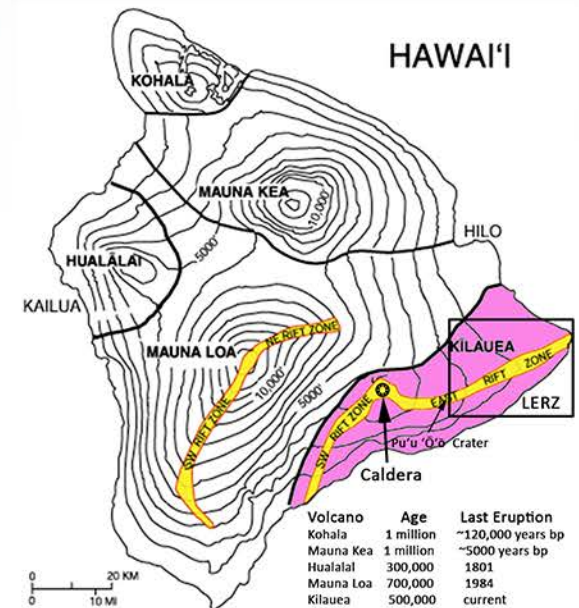 HAWAI‘I
KOHALA
MAUNA KEA
10,000'
HILO
5000'
HUALĀLAI
KAILUA
NE RIFT ZONE
MAUNA LOA
KĪLAUEA
10,000'
5000'
SW RIFT ZONE
SW RIFT ZONE
EAST RIFT ZONE
LERZ
Pu‘u ‘Ō‘ō Crater
Caldera
Volcano Age Last Eruption
Kohala 1 million ~120,000 years bp
Mauna Kea 1 million ~5000 years bp
Hualalal 300,000 1801
Mauna Loa 700,000 1984
Kilauea 500,000 current
0 20 KM
0 10 MI